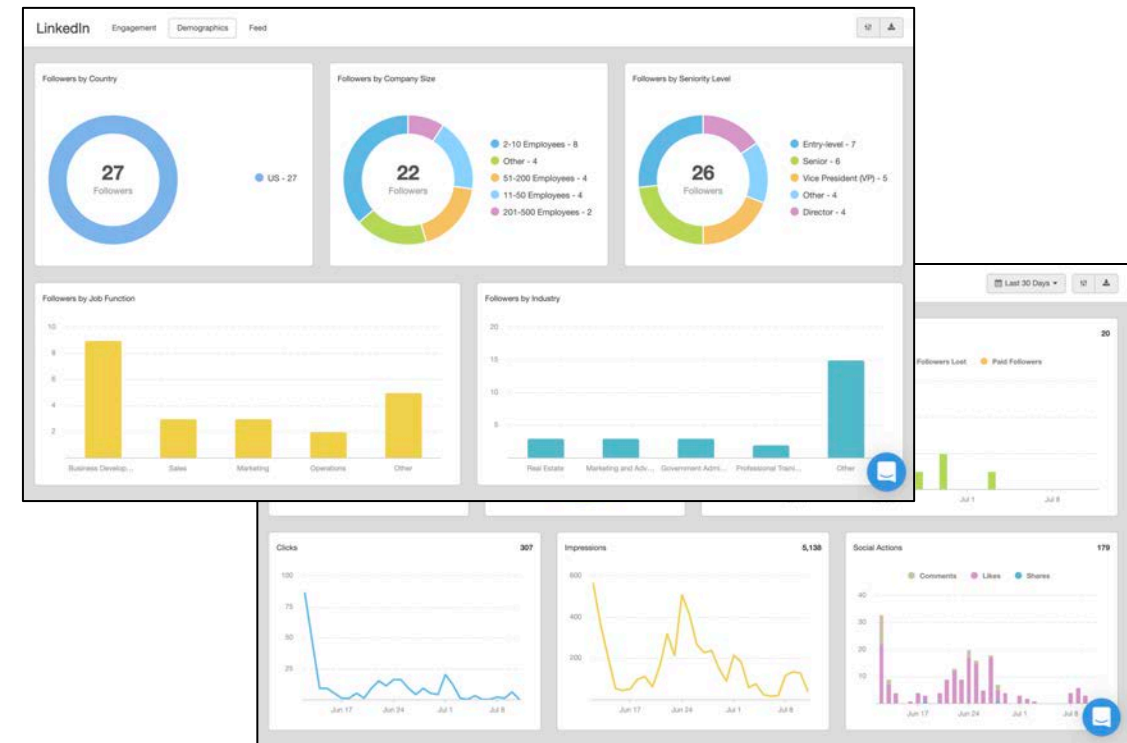 LinkedIn Engagement Demographics Feed
Followers by Country
27
Followers
US - 27
Followers by Company Size
22
Followers
2-10 Employees - 8
Other - 4
51-200 Employees - 4
11-50 Employees - 4
201-500 Employees - 2
Followers by Seniority Level
26
Followers
Entry-level - 7
Senior - 6
Vice President (VP) - 5
Other - 4
Director - 4
Followers by Job Function
10
8
6
4
2
Business Develop... Sales Marketing Operations Other
Followers by Industry
20
15
10
5
Real Estate Marketing and Adv... Government Admi... Professional Traini... Other
Last 30 Days
20
Followers Lost Paid Followers
Jul 1 Jul 8
Clicks 307
100
75
50
25
Jun 17 Jun 24 Jul 1 Jul 8
Impressions 5,138
600
400
200
Jun 17 Jun 24 Jul 1 Jul 8
Social Actions 179
Comments Likes Shares
40
30
20
10
Jun 17 Jun 24 Jul 1 Jul 8